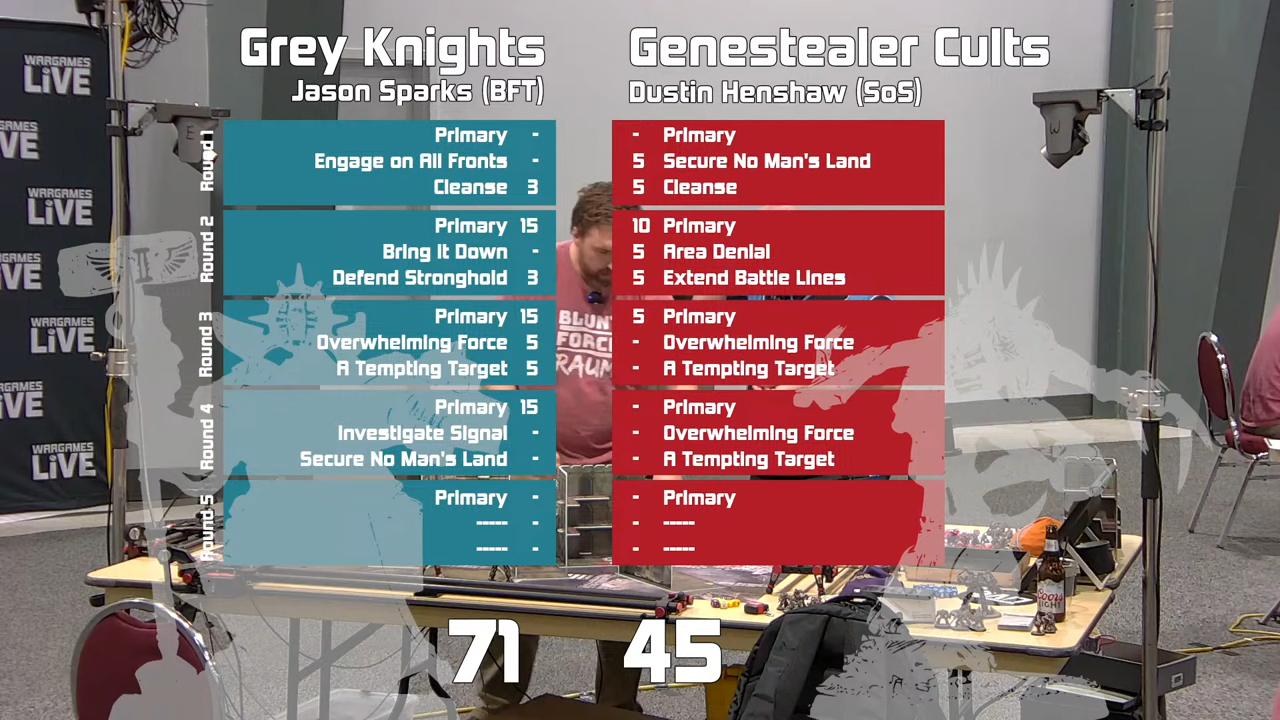 Grey Knights
Jason Sparks (BFT)
Genestealer Cults
Dustin Henshaw (SoS)
Round 1
Primary -
Engage on All Fronts -
Cleanse 3
- Primary
5 Secure No Man's Land
5 Cleanse
Round 2
Primary 15
Bring It Down -
Defend Stronghold 3
10 Primary
5 Area Denial
5 Extend Battle Lines
Round 3
Primary 15
Overwhelming Force 5
A Tempting Target 5
5 Primary
- Overwhelming Force
- A Tempting Target
Round 4
Primary 15
Investigate Signal -
Secure No Man's Land -
- Primary
- Overwhelming Force
- A Tempting Target
Round 5
Primary -
----- -
----- -
- Primary
- -----
- -----
71 45
WARGAMES
LIVE
WARGAMES
LIVE
WARGAMES
LIVE
WARGAMES
LIVE
WARGAMES
LIVE
E
W
Coors
LIGHT